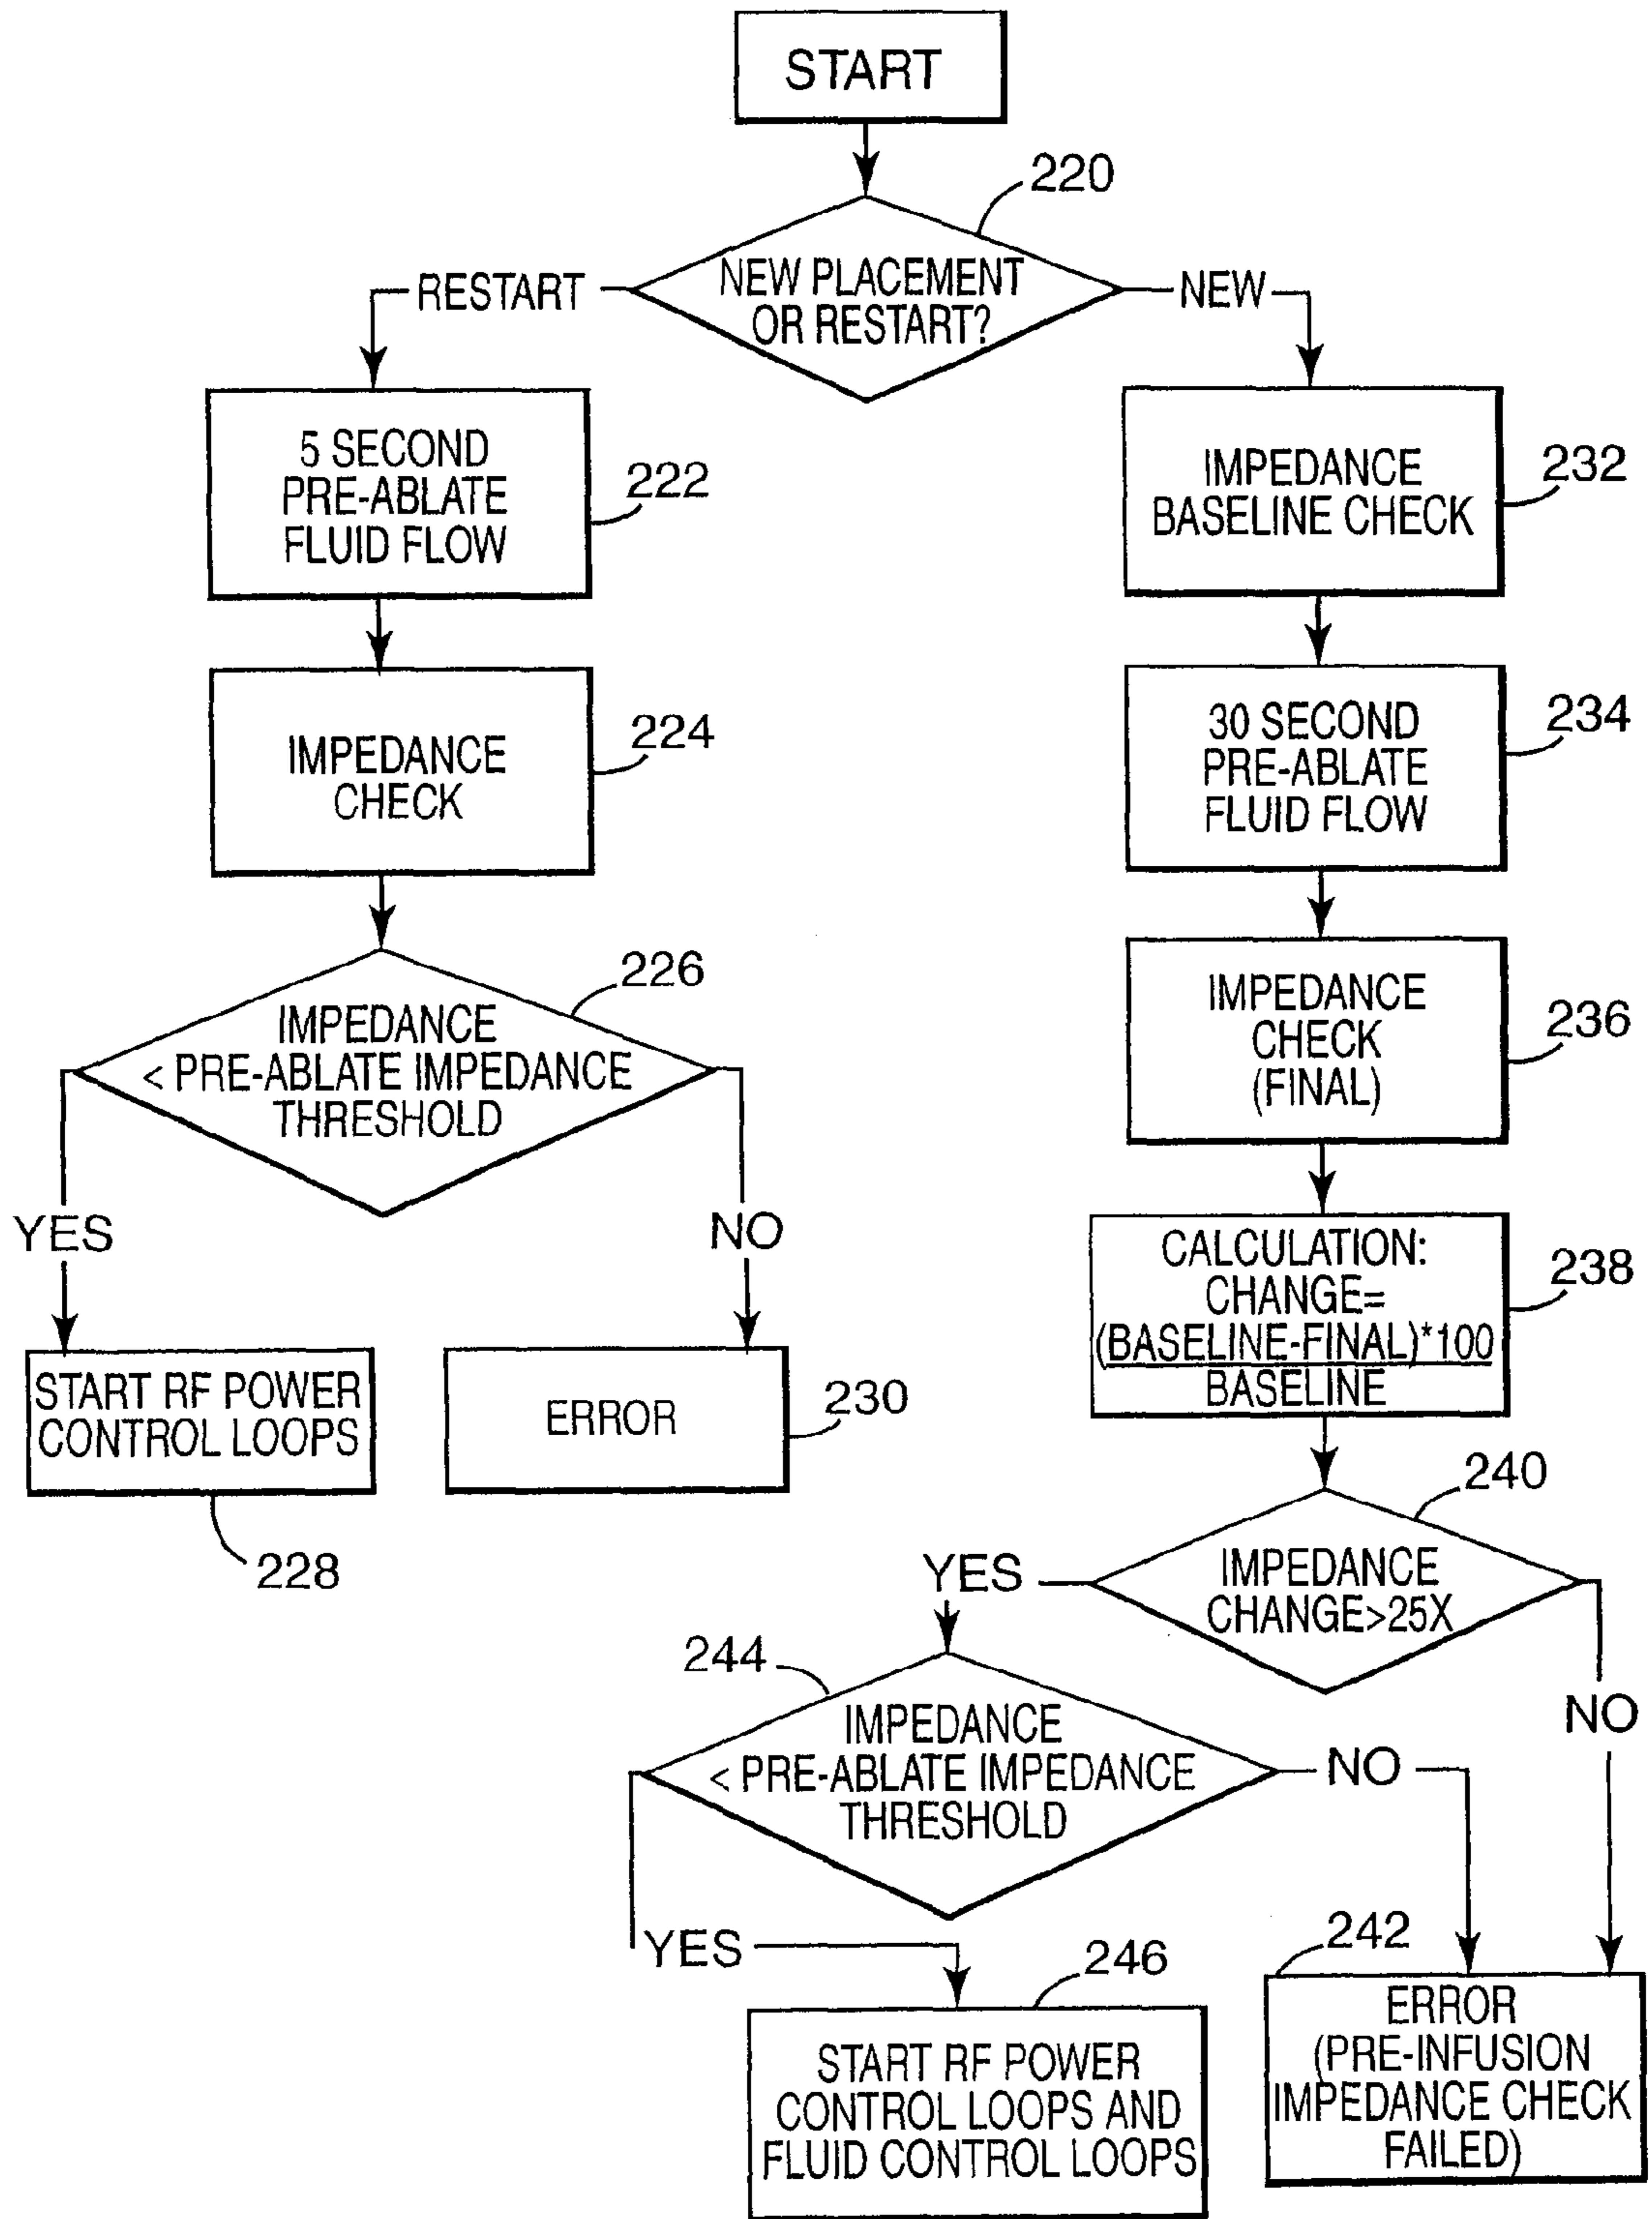 START
220
NEW PLACEMENT
OR RESTART?
RESTART
NEW
5 SECOND
PRE-ABLATE
FLUID FLOW
222
IMPEDANCE
CHECK
224
IMPEDANCE
< PRE-ABLATE IMPEDANCE
THRESHOLD
226
YES
NO
START RF POWER
CONTROL LOOPS
228
ERROR
230
IMPEDANCE
BASELINE CHECK
232
30 SECOND
PRE-ABLATE
FLUID FLOW
234
IMPEDANCE
CHECK
(FINAL)
236
CALCULATION:
CHANGE=
(BASELINE-FINAL)*100
BASELINE
238
240
IMPEDANCE
CHANGE>25X
YES
NO
244
IMPEDANCE
< PRE-ABLATE IMPEDANCE
THRESHOLD
NO
YES
246
START RF POWER
CONTROL LOOPS AND
FLUID CONTROL LOOPS
242
ERROR
(PRE-INFUSION
IMPEDANCE CHECK
FAILED)